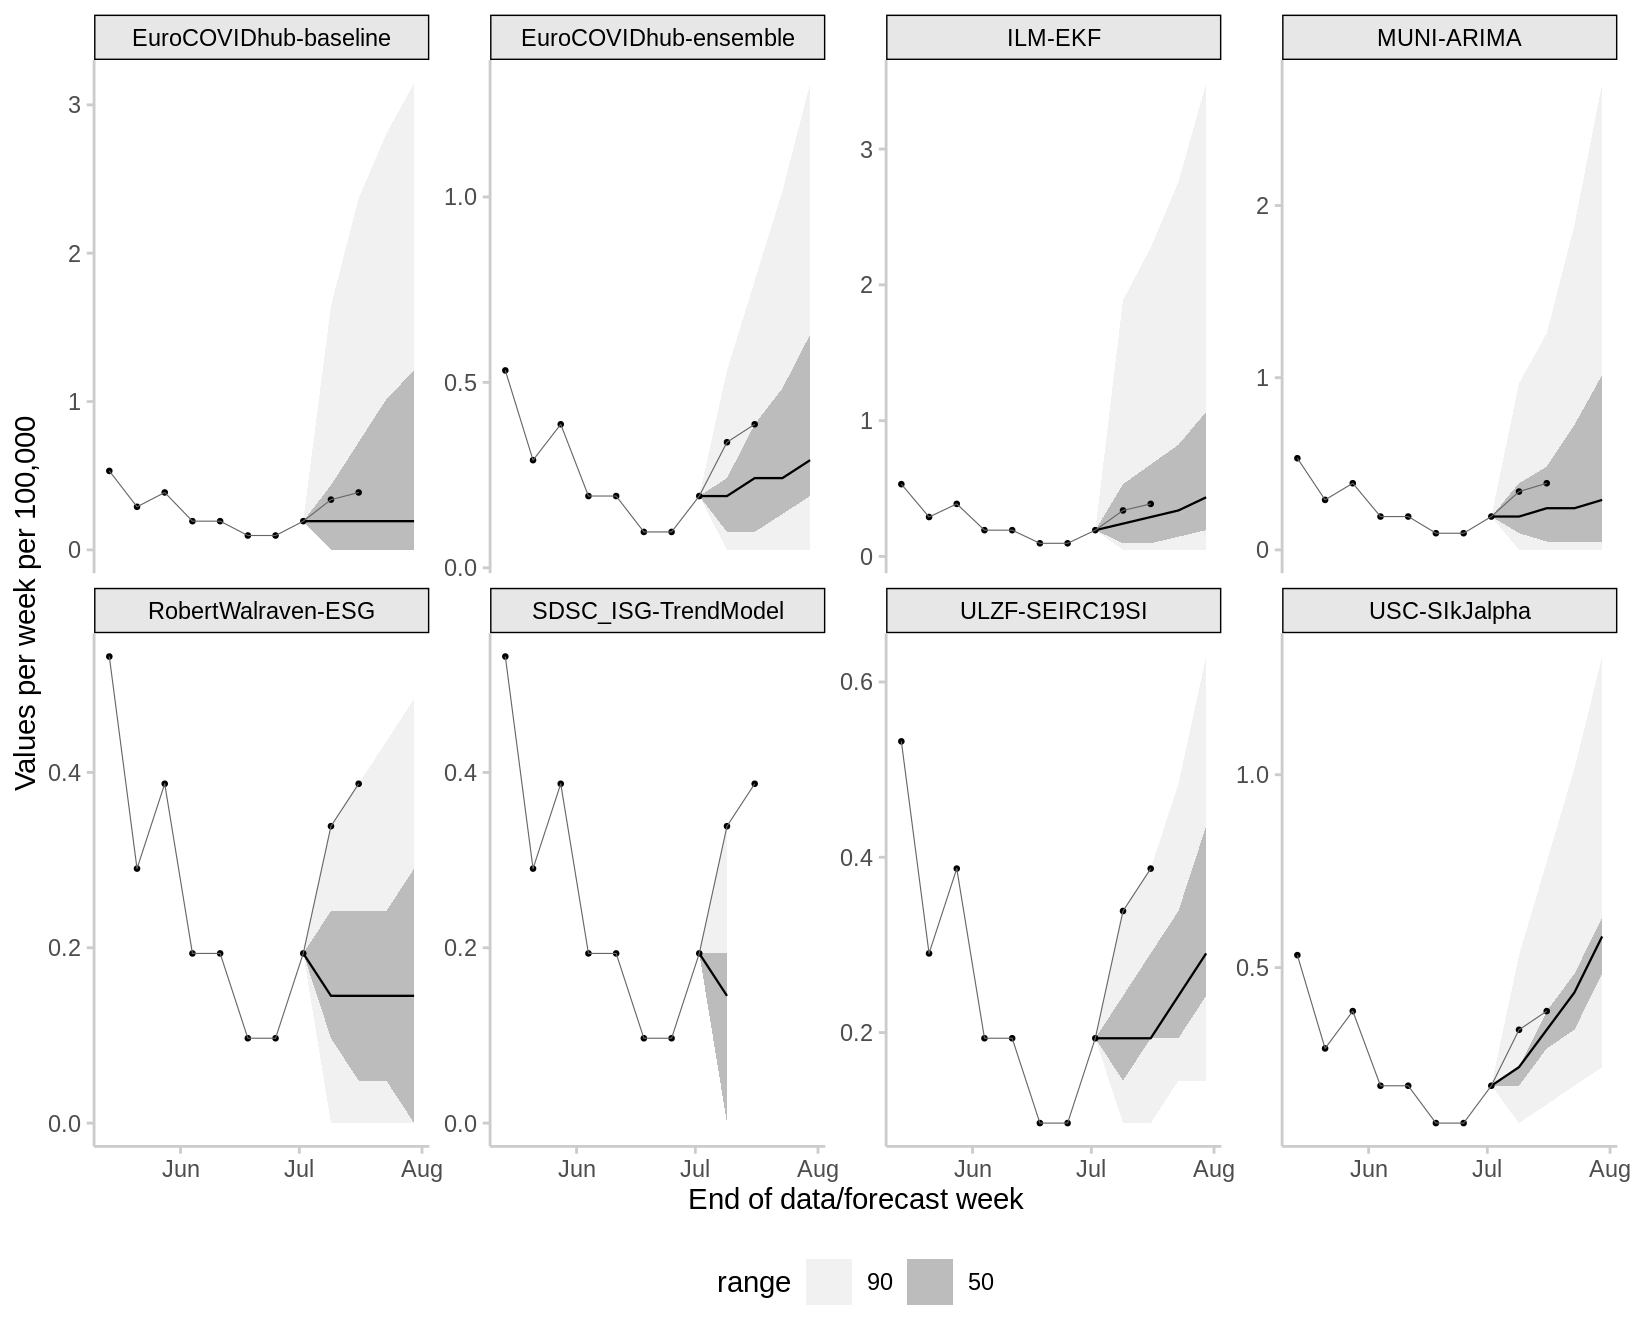 EuroCOVIDhub-baseline
EuroCOVIDhub-ensemble
ILM-EKF
MUNI-ARIMA
3
2
1
0
1.0
0.5
0.0
3
2
1
0
2
1
0
Values per week per 100,000
RobertWalraven-ESG
SDSC_ISG-TrendModel
ULZF-SEIRC19SI
USC-SIkJalpha
0.4
0.2
0.0
0.4
0.2
0.0
0.6
0.4
0.2
1.0
0.5
Jun Jul Aug
Jun Jul Aug
Jun Jul Aug
Jun Jul Aug
End of data/forecast week
range 90 50